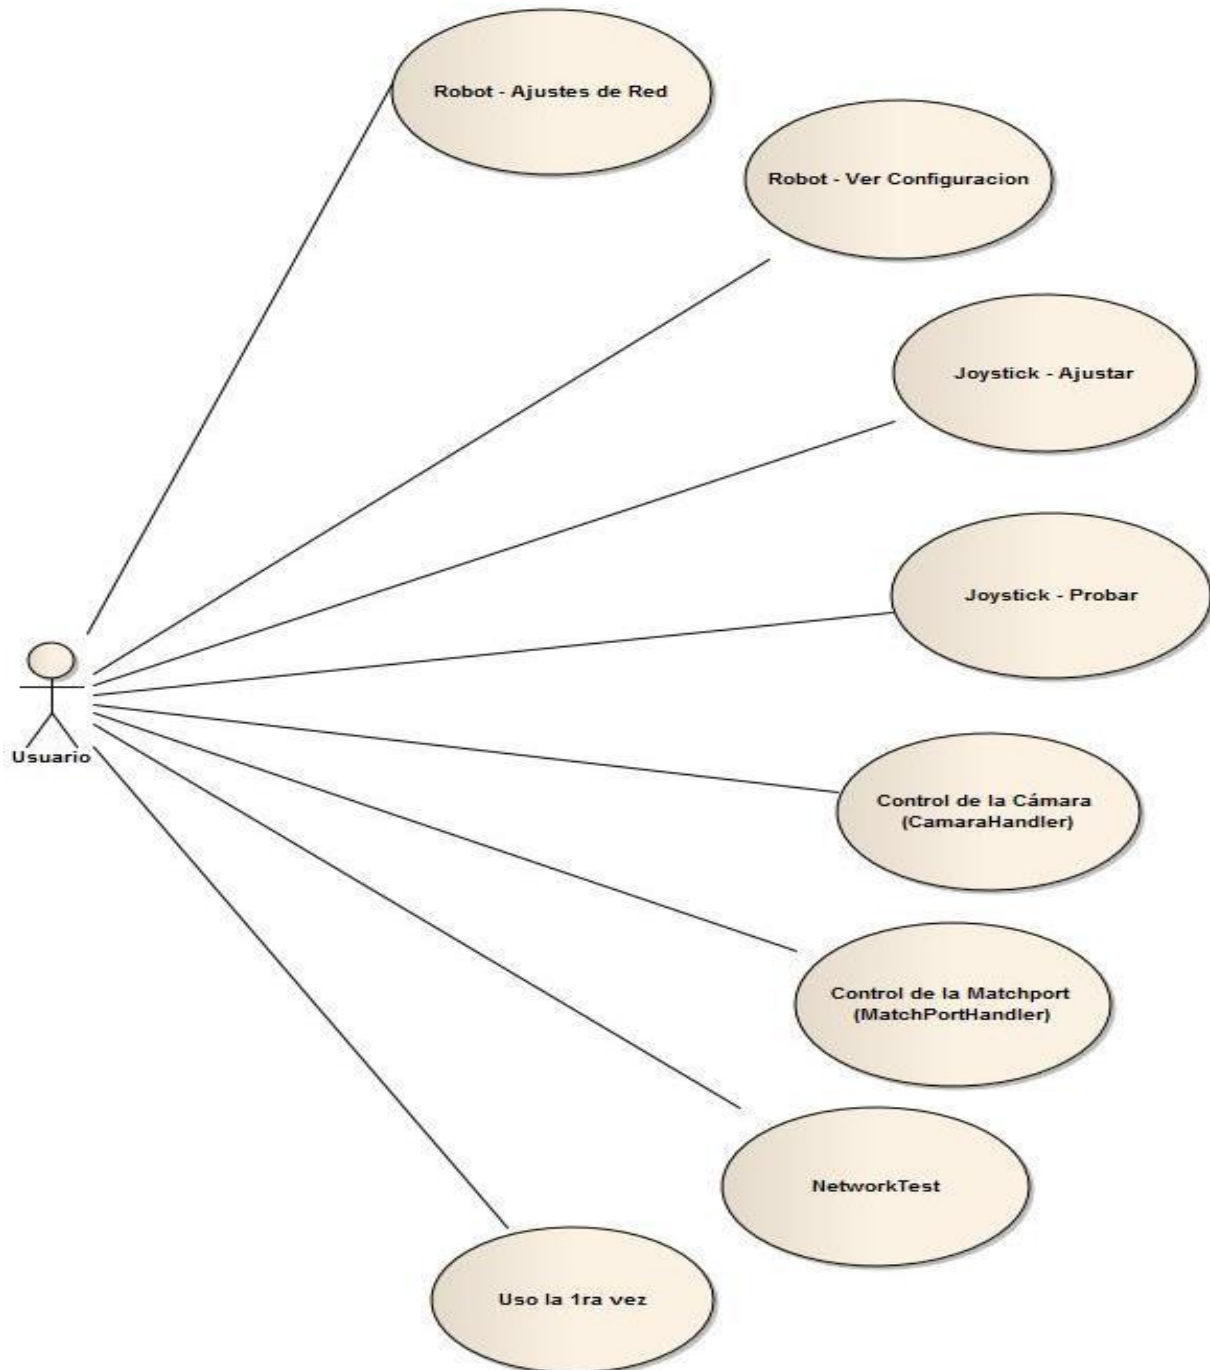 Robot - Ajustes de Red
Robot - Ver Configuracion
Joystick - Ajustar
Joystick - Probar
Usuario
Control de la Cámara
(CamaraHandler)
Control de la Matchport
(MatchPortHandler)
NetworkTest
Uso la 1ra vez